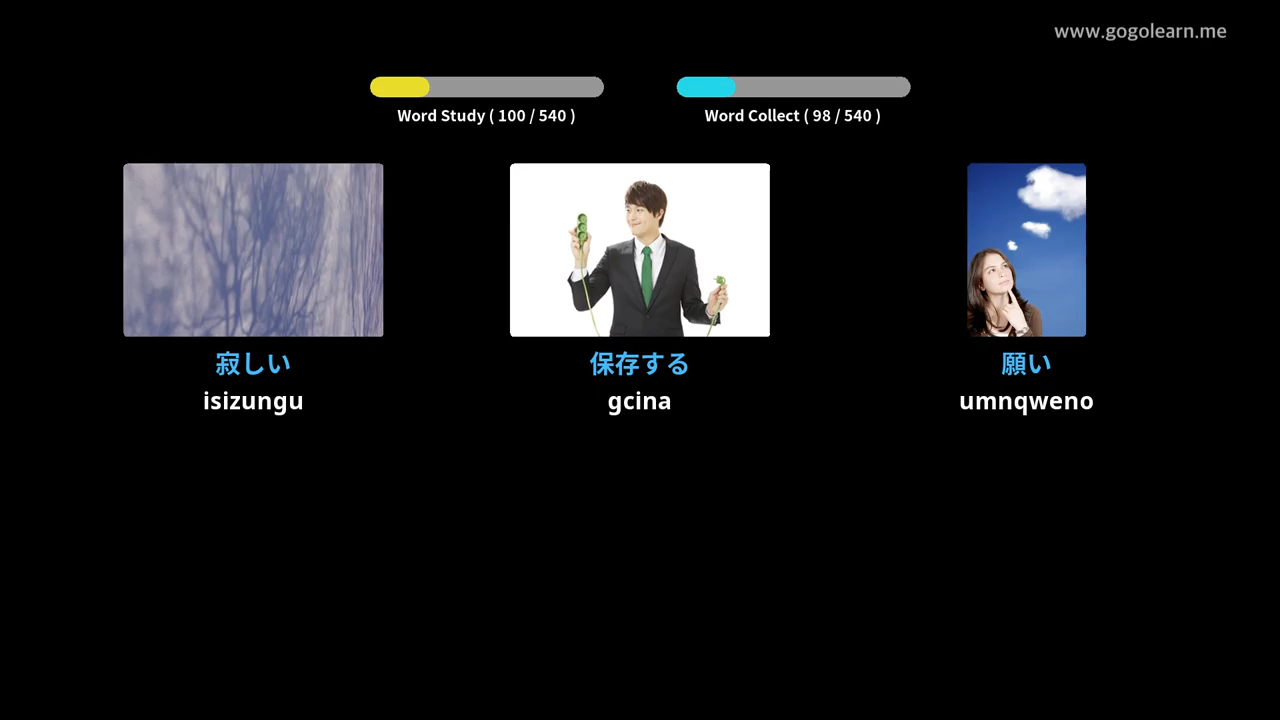 www.gogolearn.me
Word Study ( 100 / 540 )
Word Collect ( 98 / 540 )
寂しい
isizungu
保存する
gcina
願い
umnqweno